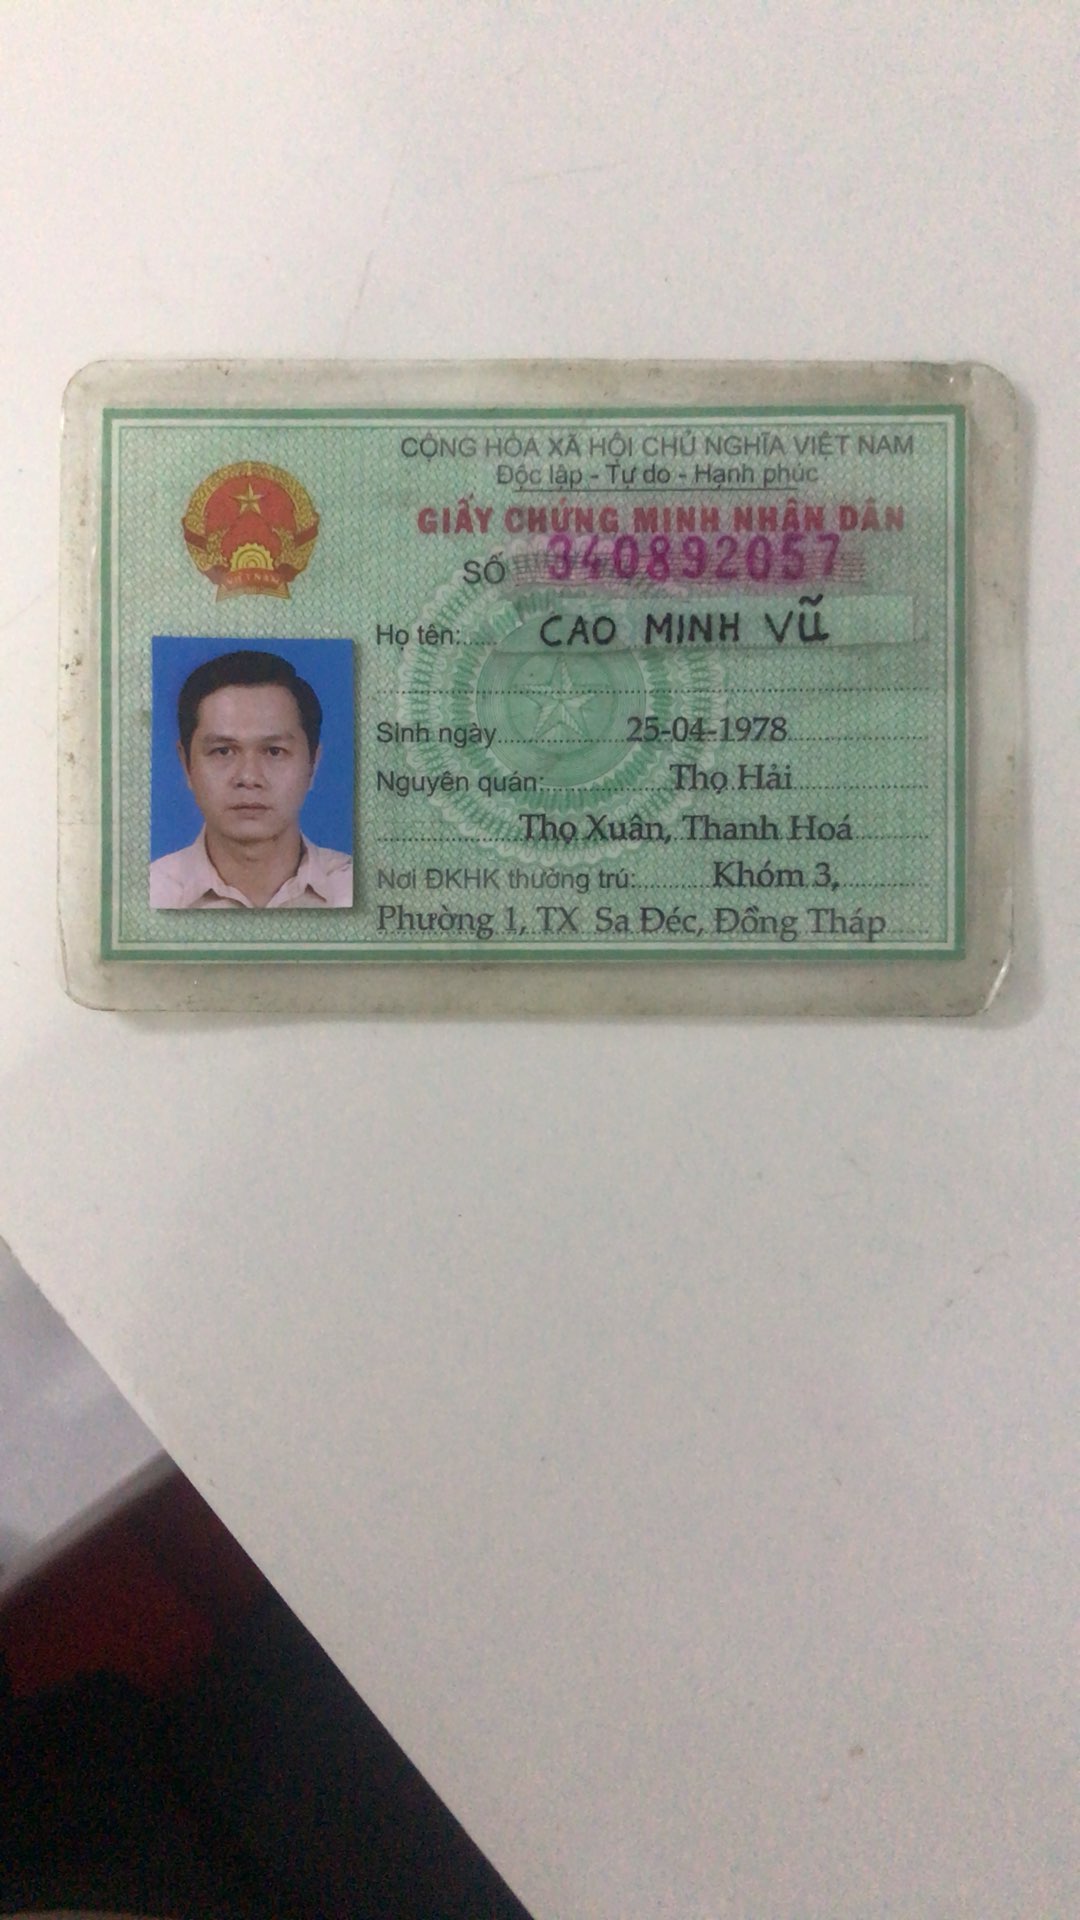 CỘNG HÒA XÃ HỘI CHỦ NGHĨA VIỆT NAM
Độc lập - Tự do - Hạnh phúc
GIẤY CHỨNG MINH NHÂN DÂN
SỐ 340892057
VIỆT NAM
Họ tên: CAO MINH VŨ
Sinh ngày 25-04-1978
Nguyên quán: Thọ Hải
Thọ Xuân, Thanh Hoá
Nơi ĐKHK thường trú: Khóm 3,
Phường 1, TX Sa Đéc, Đồng Tháp